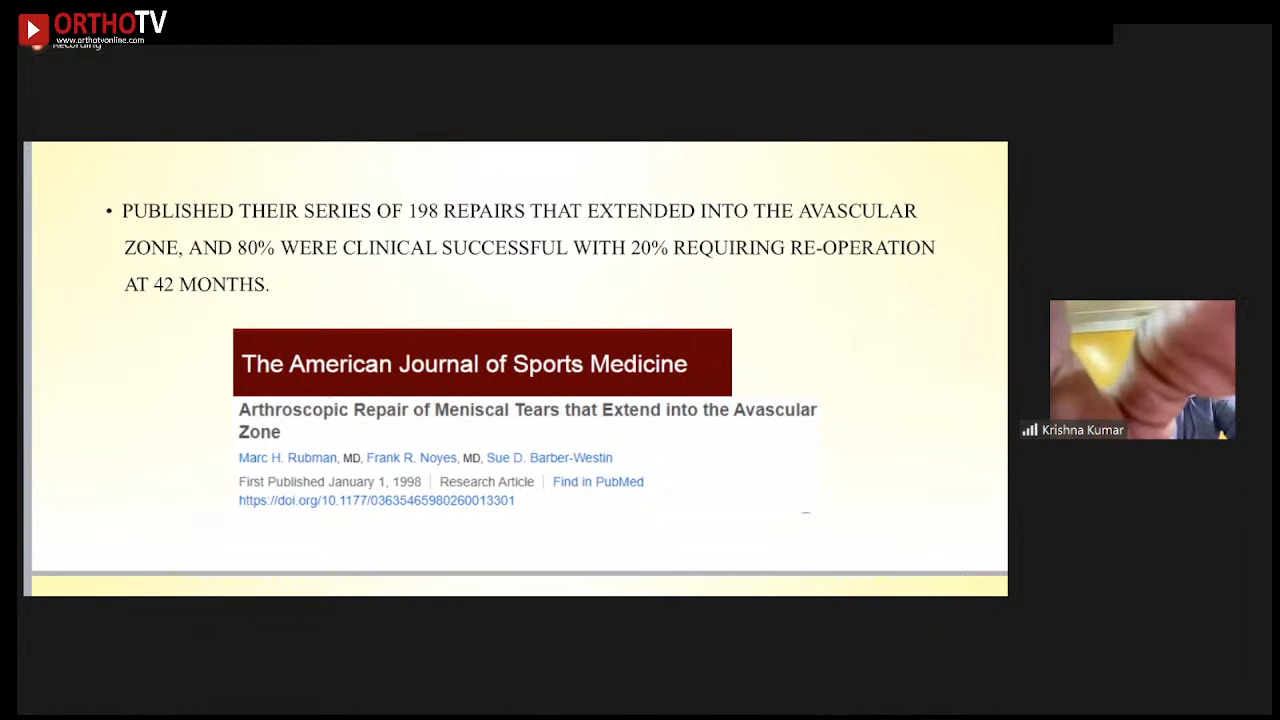 ORTHOTV
www.orthotvonline.com
Recording
• PUBLISHED THEIR SERIES OF 198 REPAIRS THAT EXTENDED INTO THE AVASCULAR
ZONE, AND 80% WERE CLINICAL SUCCESSFUL WITH 20% REQUIRING RE-OPERATION
AT 42 MONTHS.
The American Journal of Sports Medicine
Arthroscopic Repair of Meniscal Tears that Extend into the Avascular
Zone
Marc H. Rubman, MD, Frank R. Noyes, MD, Sue D. Barber-Westin
First Published January 1, 1998 | Research Article | Find in PubMed
https://doi.org/10.1177/03635465980260013301
Krishna Kumar